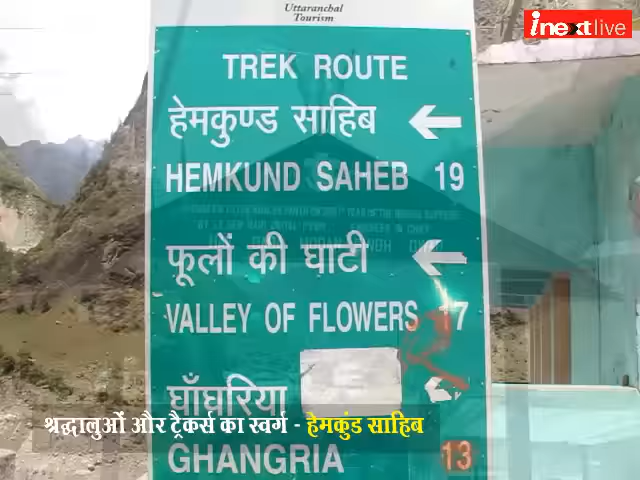 Uttaranchal
Tourism
inextlive
TREK ROUTE
हेमकुण्ड साहिब
HEMKUND SAHEB 19
फूलों की घाटी
VALLEY OF FLOWERS 17
घाँघरिया
श्रद्धालुओं और ट्रैकर्स का स्वर्ग - हेमकुंड साहिब
GHANGRIA 13